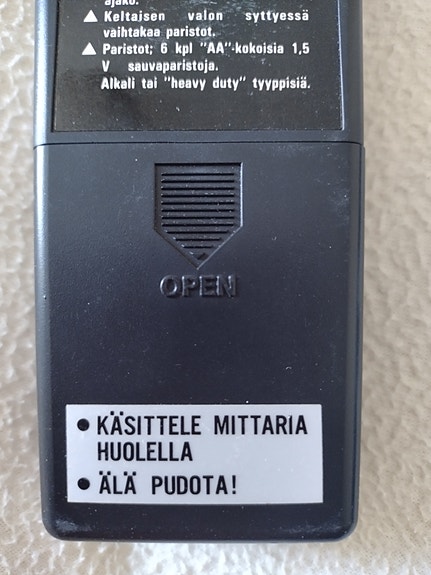 ajako.
▲ Keltaisen valon syttyessä
vaihtakaa paristot.
▲ Paristot; 6 kpl "AA"-kokoisia 1,5
V sauvaparistoja.
Alkali tai "heavy duty" tyyppisiä.
OPEN
● KÄSITTELE MITTARIA
HUOLELLA
● ÄLÄ PUDOTA!